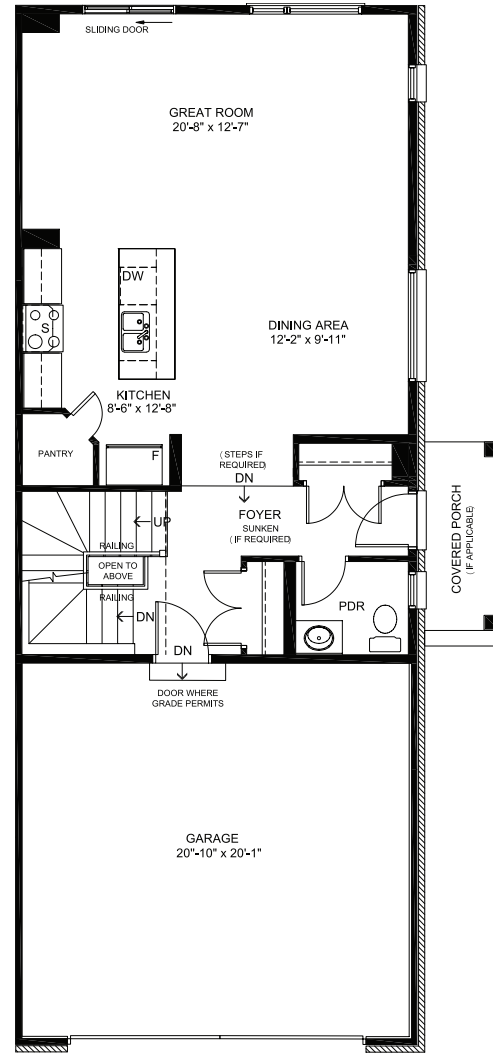 SLIDING DOOR
GREAT ROOM
20'-8" x 12'-7"
DW
S
DINING AREA
12'-2" x 9'-11"
KITCHEN
8'-6" x 12'-8"
PANTRY
F
(STEPS IF
REQUIRED)
DN
UP
FOYER
SUNKEN
(IF REQUIRED)
COVERED PORCH
(IF APPLICABLE)
RAILING
OPEN TO
ABOVE
RAILING
DN
PDR
DN
DOOR WHERE
GRADE PERMITS
GARAGE
20"-10" x 20'-1"